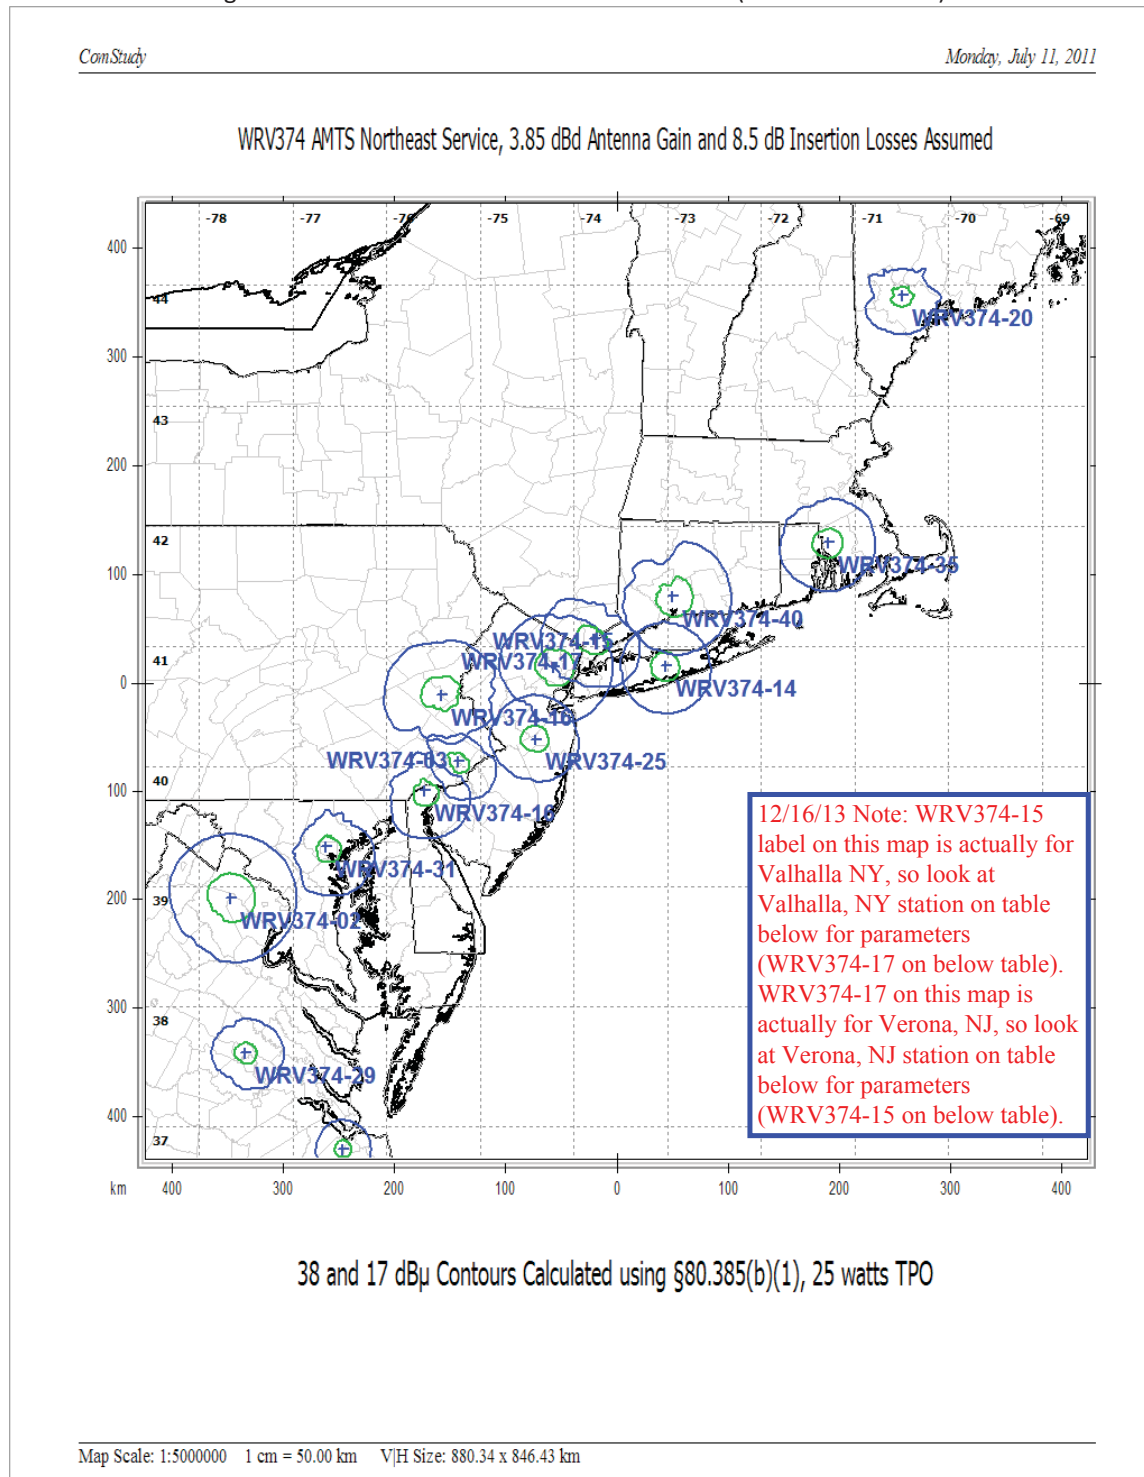 ComStudy Monday, July 11, 2011
WRV374 AMTS Northeast Service, 3.85 dBd Antenna Gain and 8.5 dB Insertion Losses Assumed
-78 -77 -76 -75 -74 -73 -72 -71 -70 -69
400
44
WRV374-20
300
43
200
42
WRV374-35
100
WRV374-40
WRV374-15
41
WRV374-17
0
WRV374-14
WRV374-16
WRV374-03
WRV374-25
40
100
WRV374-18
WRV374-31
200
39
WRV374-02
300
38
WRV374-29
400
37
12/16/13 Note: WRV374-15
label on this map is actually for
Valhalla NY, so look at
Valhalla, NY station on table
below for parameters
(WRV374-17 on below table).
WRV374-17 on this map is
actually for Verona, NJ, so look
at Verona, NJ station on table
below for parameters
(WRV374-15 on below table).
km 400 300 200 100 0 100 200 300 400
38 and 17 dBμ Contours Calculated using §80.385(b)(1), 25 watts TPO
Map Scale: 1:5000000 1 cm = 50.00 km V|H Size: 880.34 x 846.43 km